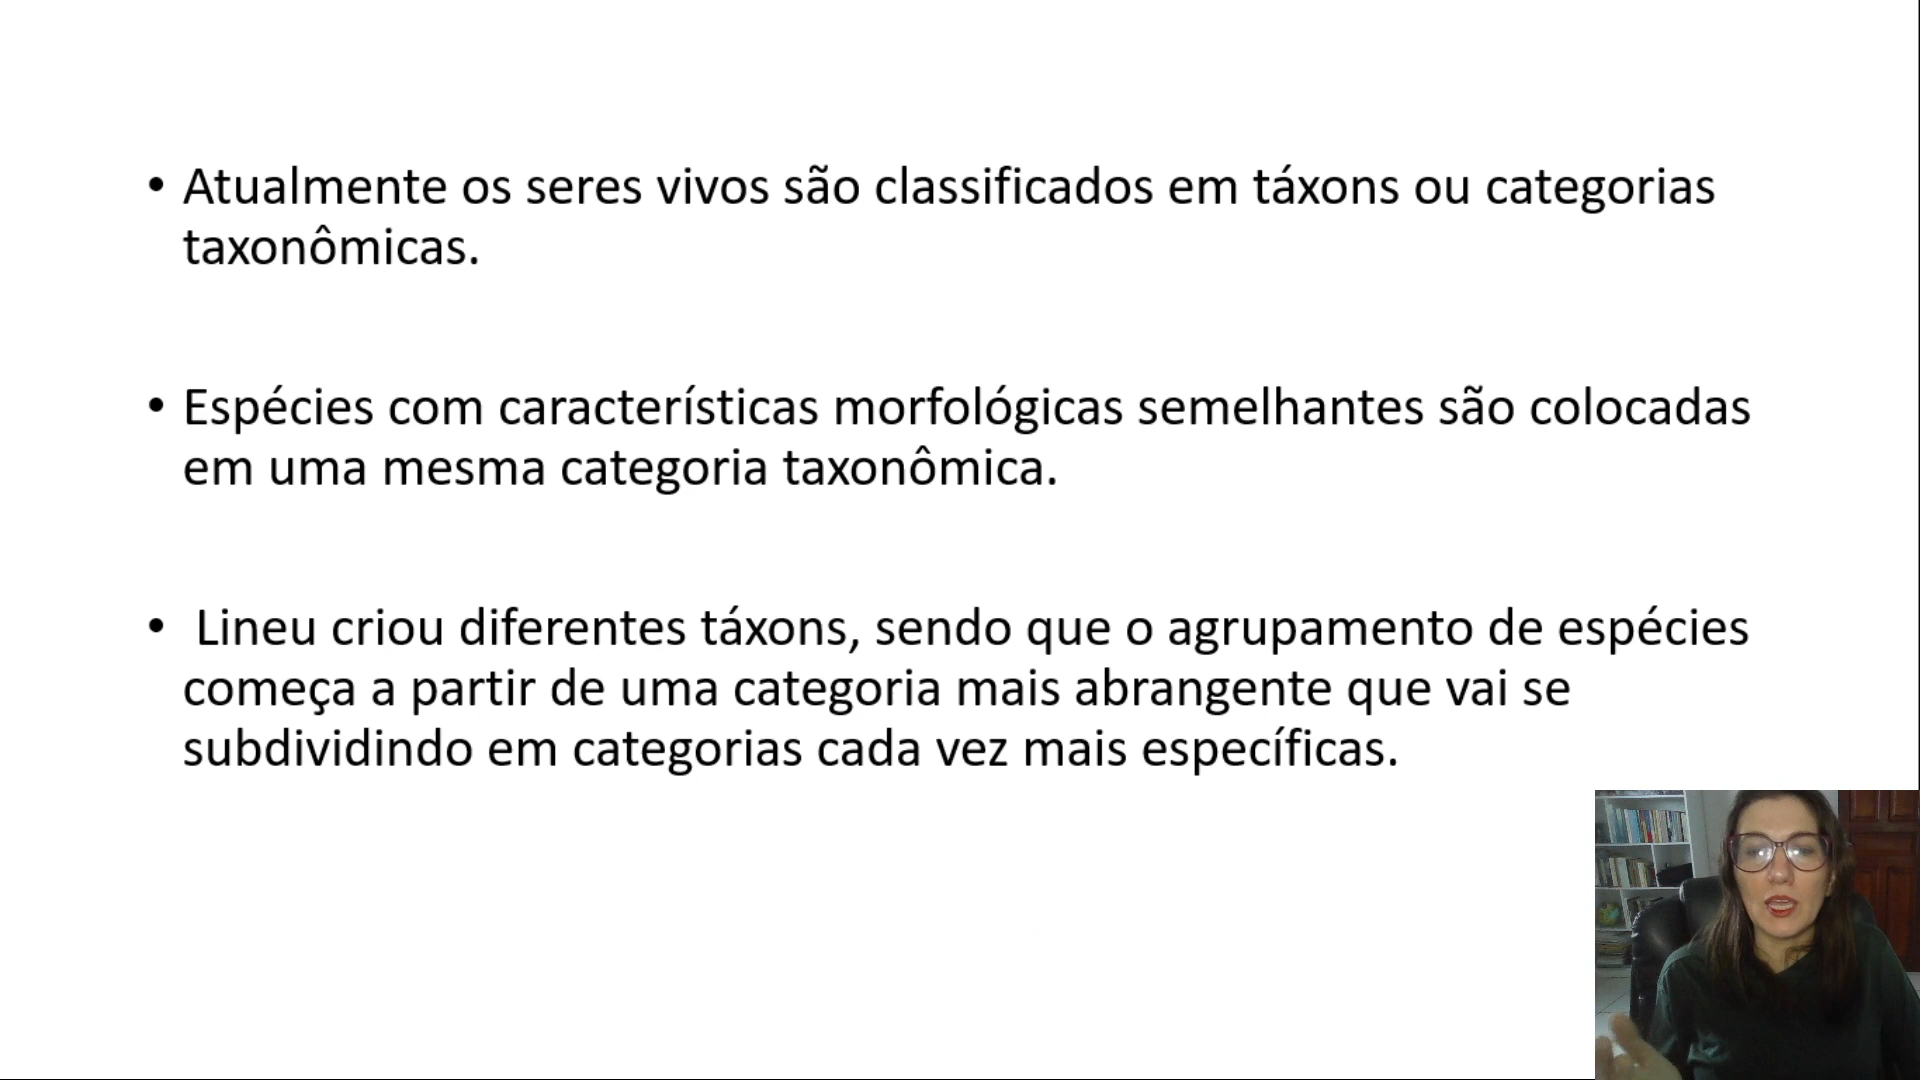 • Atualmente os seres vivos são classificados em táxons ou categorias
taxonômicas.
• Espécies com características morfológicas semelhantes são colocadas
em uma mesma categoria taxonômica.
• Lineu criou diferentes táxons, sendo que o agrupamento de espécies
começa a partir de uma categoria mais abrangente que vai se
subdividindo em categorias cada vez mais específicas.